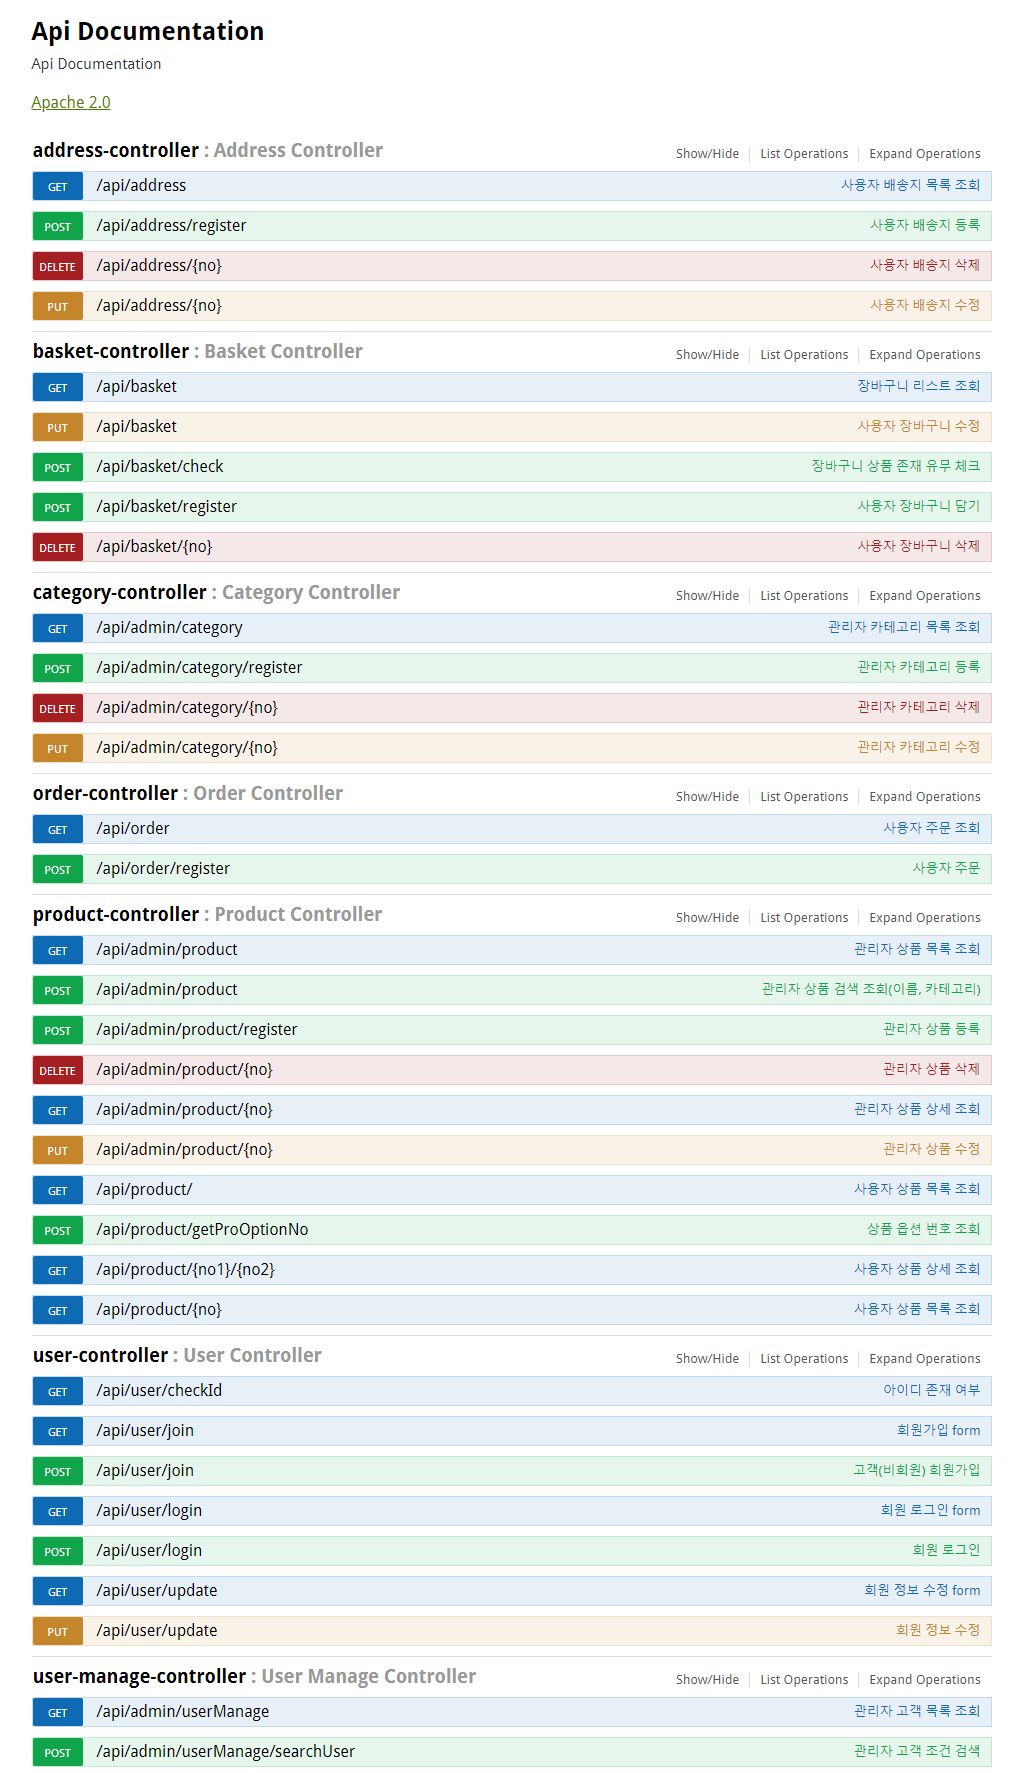 Api Documentation
Api Documentation
Apache 2.0
address-controller : Address Controller Show/Hide List Operations Expand Operations
GET /api/address 사용자 배송지 목록 조회
POST /api/address/register 사용자 배송지 등록
DELETE /api/address/{no} 사용자 배송지 삭제
PUT /api/address/{no} 사용자 배송지 수정
basket-controller : Basket Controller Show/Hide List Operations Expand Operations
GET /api/basket 장바구니 리스트 조회
PUT /api/basket 사용자 장바구니 수정
POST /api/basket/check 장바구니 상품 존재 유무 체크
POST /api/basket/register 사용자 장바구니 담기
DELETE /api/basket/{no} 사용자 장바구니 삭제
category-controller : Category Controller Show/Hide List Operations Expand Operations
GET /api/admin/category 관리자 카테고리 목록 조회
POST /api/admin/category/register 관리자 카테고리 등록
DELETE /api/admin/category/{no} 관리자 카테고리 삭제
PUT /api/admin/category/{no} 관리자 카테고리 수정
order-controller : Order Controller Show/Hide List Operations Expand Operations
GET /api/order 사용자 주문 조회
POST /api/order/register 사용자 주문
product-controller : Product Controller Show/Hide List Operations Expand Operations
GET /api/admin/product 관리자 상품 목록 조회
POST /api/admin/product 관리자 상품 검색 조회(이름, 카테고리)
POST /api/admin/product/register 관리자 상품 등록
DELETE /api/admin/product/{no} 관리자 상품 삭제
GET /api/admin/product/{no} 관리자 상품 상세 조회
PUT /api/admin/product/{no} 관리자 상품 수정
GET /api/product/ 사용자 상품 목록 조회
POST /api/product/getProOptionNo 상품 옵션 번호 조회
GET /api/product/{no1}/{no2} 사용자 상품 상세 조회
GET /api/product/{no} 사용자 상품 목록 조회
user-controller : User Controller Show/Hide List Operations Expand Operations
GET /api/user/checkId 아이디 존재 여부
GET /api/user/join 회원가입 form
POST /api/user/join 고객(비회원) 회원가입
GET /api/user/login 회원 로그인 form
POST /api/user/login 회원 로그인
GET /api/user/update 회원 정보 수정 form
PUT /api/user/update 회원 정보 수정
user-manage-controller : User Manage Controller Show/Hide List Operations Expand Operations
GET /api/admin/userManage 관리자 고객 목록 조회
POST /api/admin/userManage/searchUser 관리자 고객 조건 검색